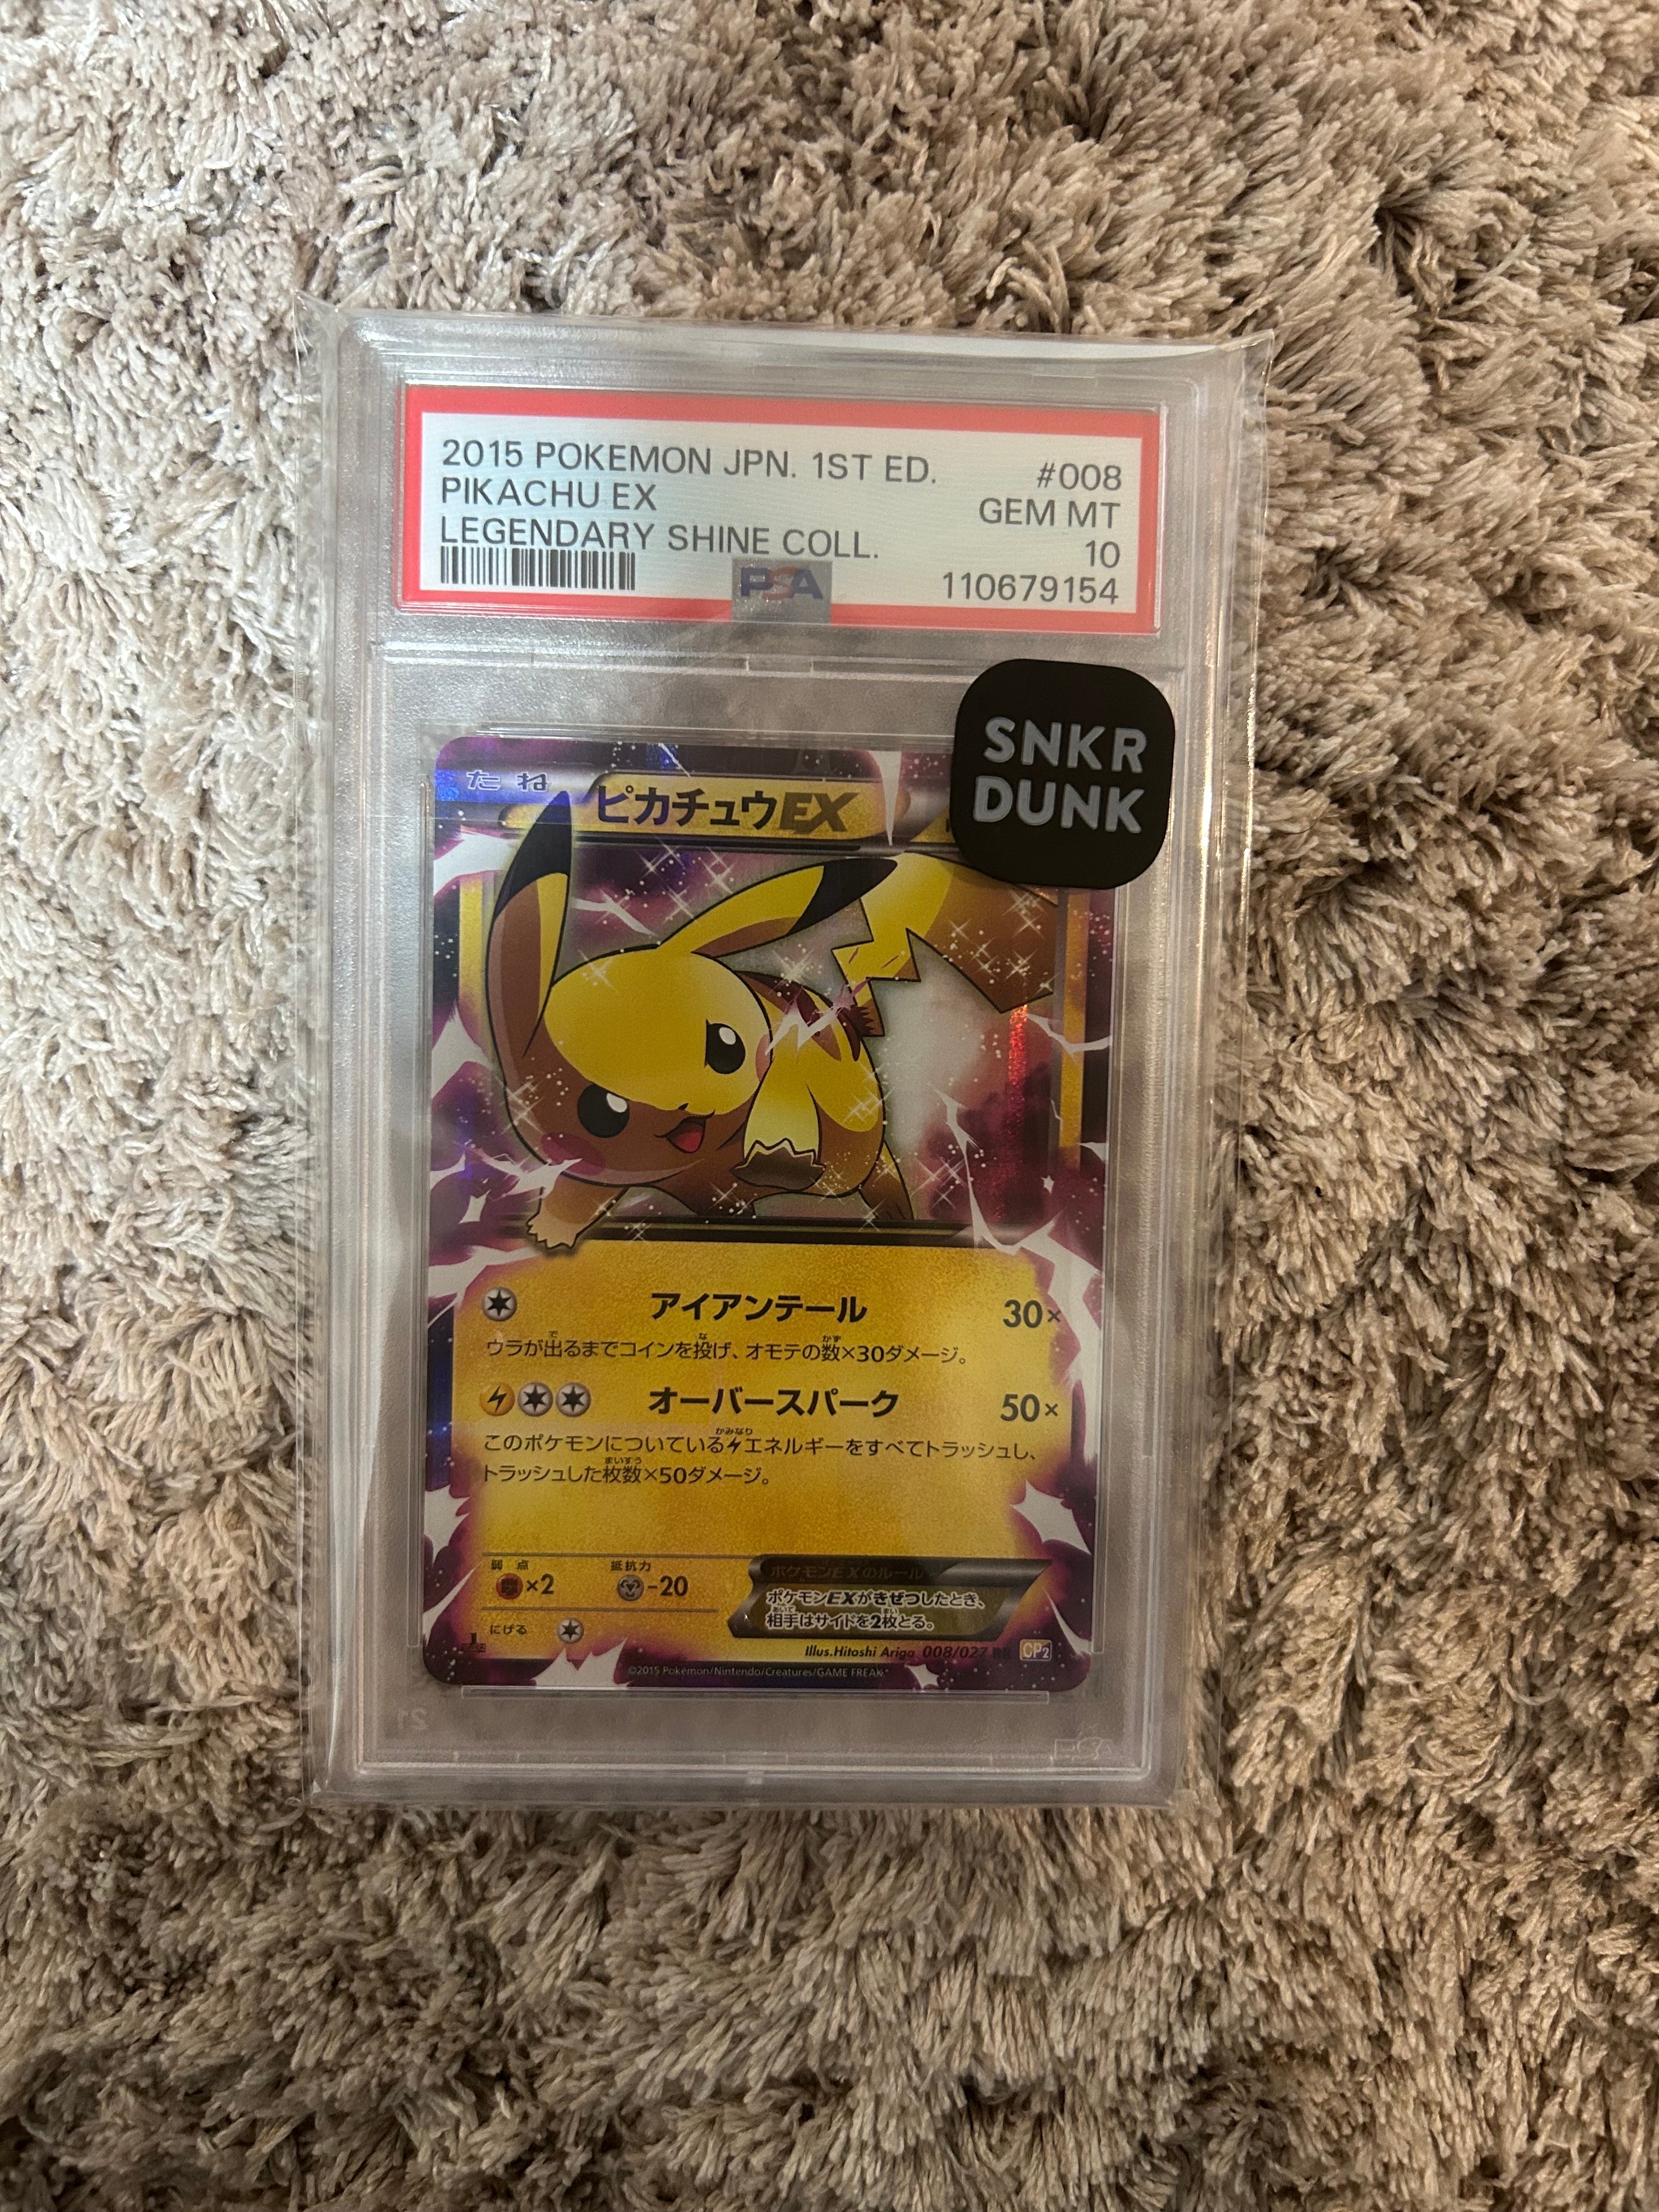 2015 POKEMON JPN. 1ST ED. #008
PIKACHU EX GEM MT
LEGENDARY SHINE COLL. 10
PSA 110679154
SNKR
DUNK
たね ピカチュウEX
アイアンテール 30×
ウラが出るまでコインを投げ、オモテの数×30ダメージ。
オーバースパーク 50×
このポケモンについているエネルギーをすべてトラッシュし、
トラッシュした枚数×50ダメージ。
弱点 ×2 抵抗力 -20
ポケモンEXのルール
ポケモンEXがきぜつしたとき、
相手はサイドを2枚とる。
にげる
Illus.Hitoshi Ariga 008/027 RR CP2
©2015 Pokémon/Nintendo/Creatures/GAME FREAK
PSA